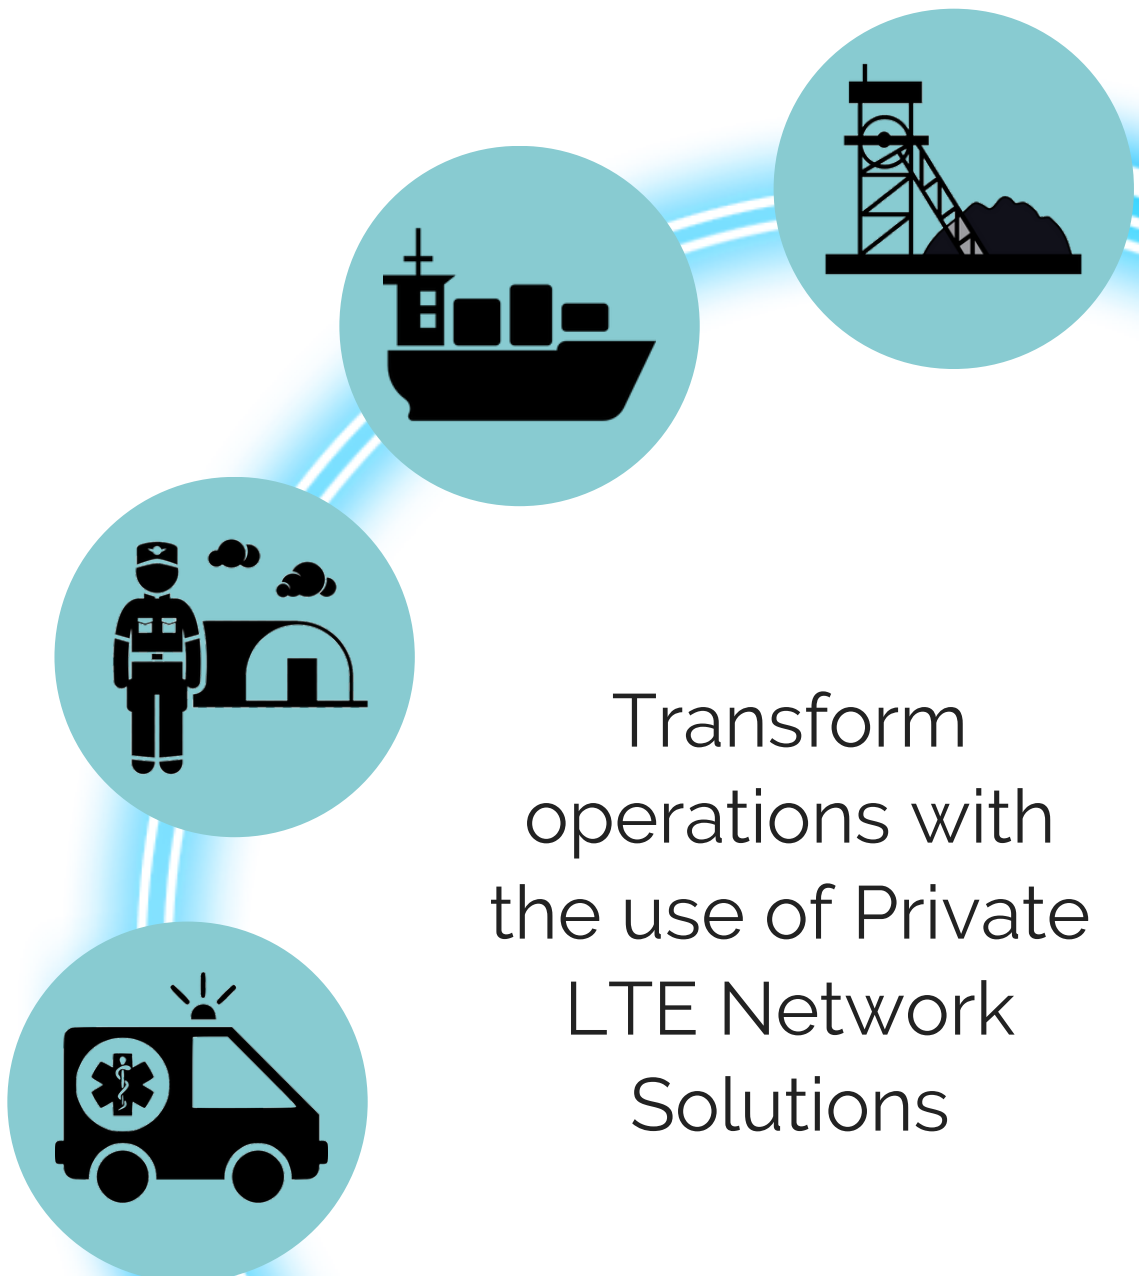 Transform
operations with
the use of Private
LTE Network
Solutions